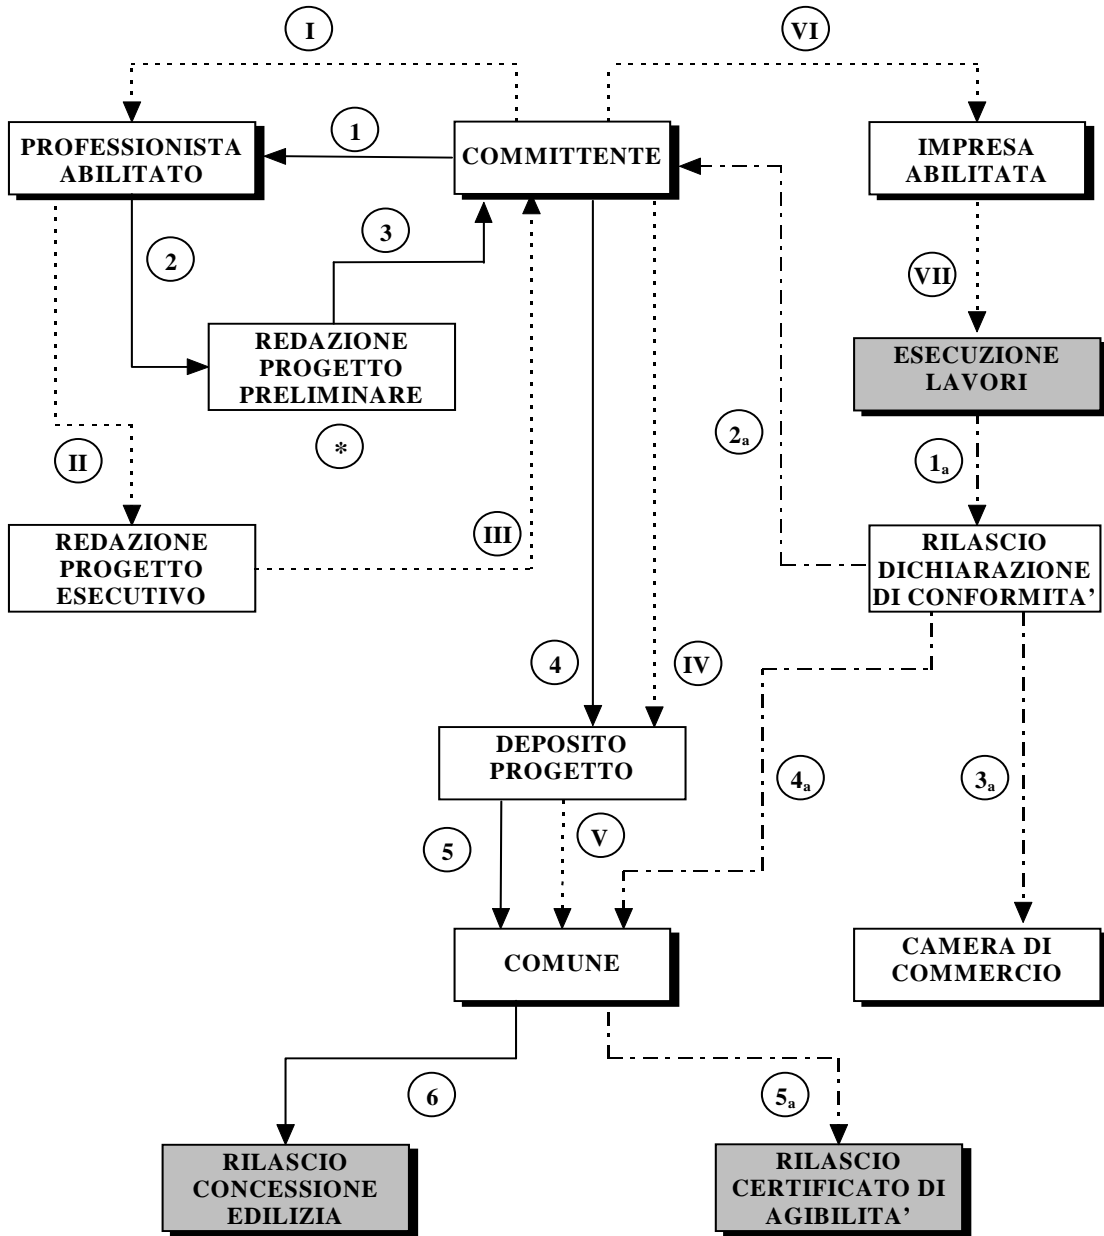 I
VI
1
PROFESSIONISTA
ABILITATO
COMMITTENTE
IMPRESA
ABILITATA
2
3
VII
REDAZIONE
PROGETTO
PRELIMINARE
ESECUZIONE
LAVORI
*
2a
1a
II
III
REDAZIONE
PROGETTO
ESECUTIVO
RILASCIO
DICHIARAZIONE
DI CONFORMITA’
4
IV
DEPOSITO
PROGETTO
4a
3a
5
V
COMUNE
CAMERA DI
COMMERCIO
6
5a
RILASCIO
CONCESSIONE
EDILIZIA
RILASCIO
CERTIFICATO DI
AGIBILITA’